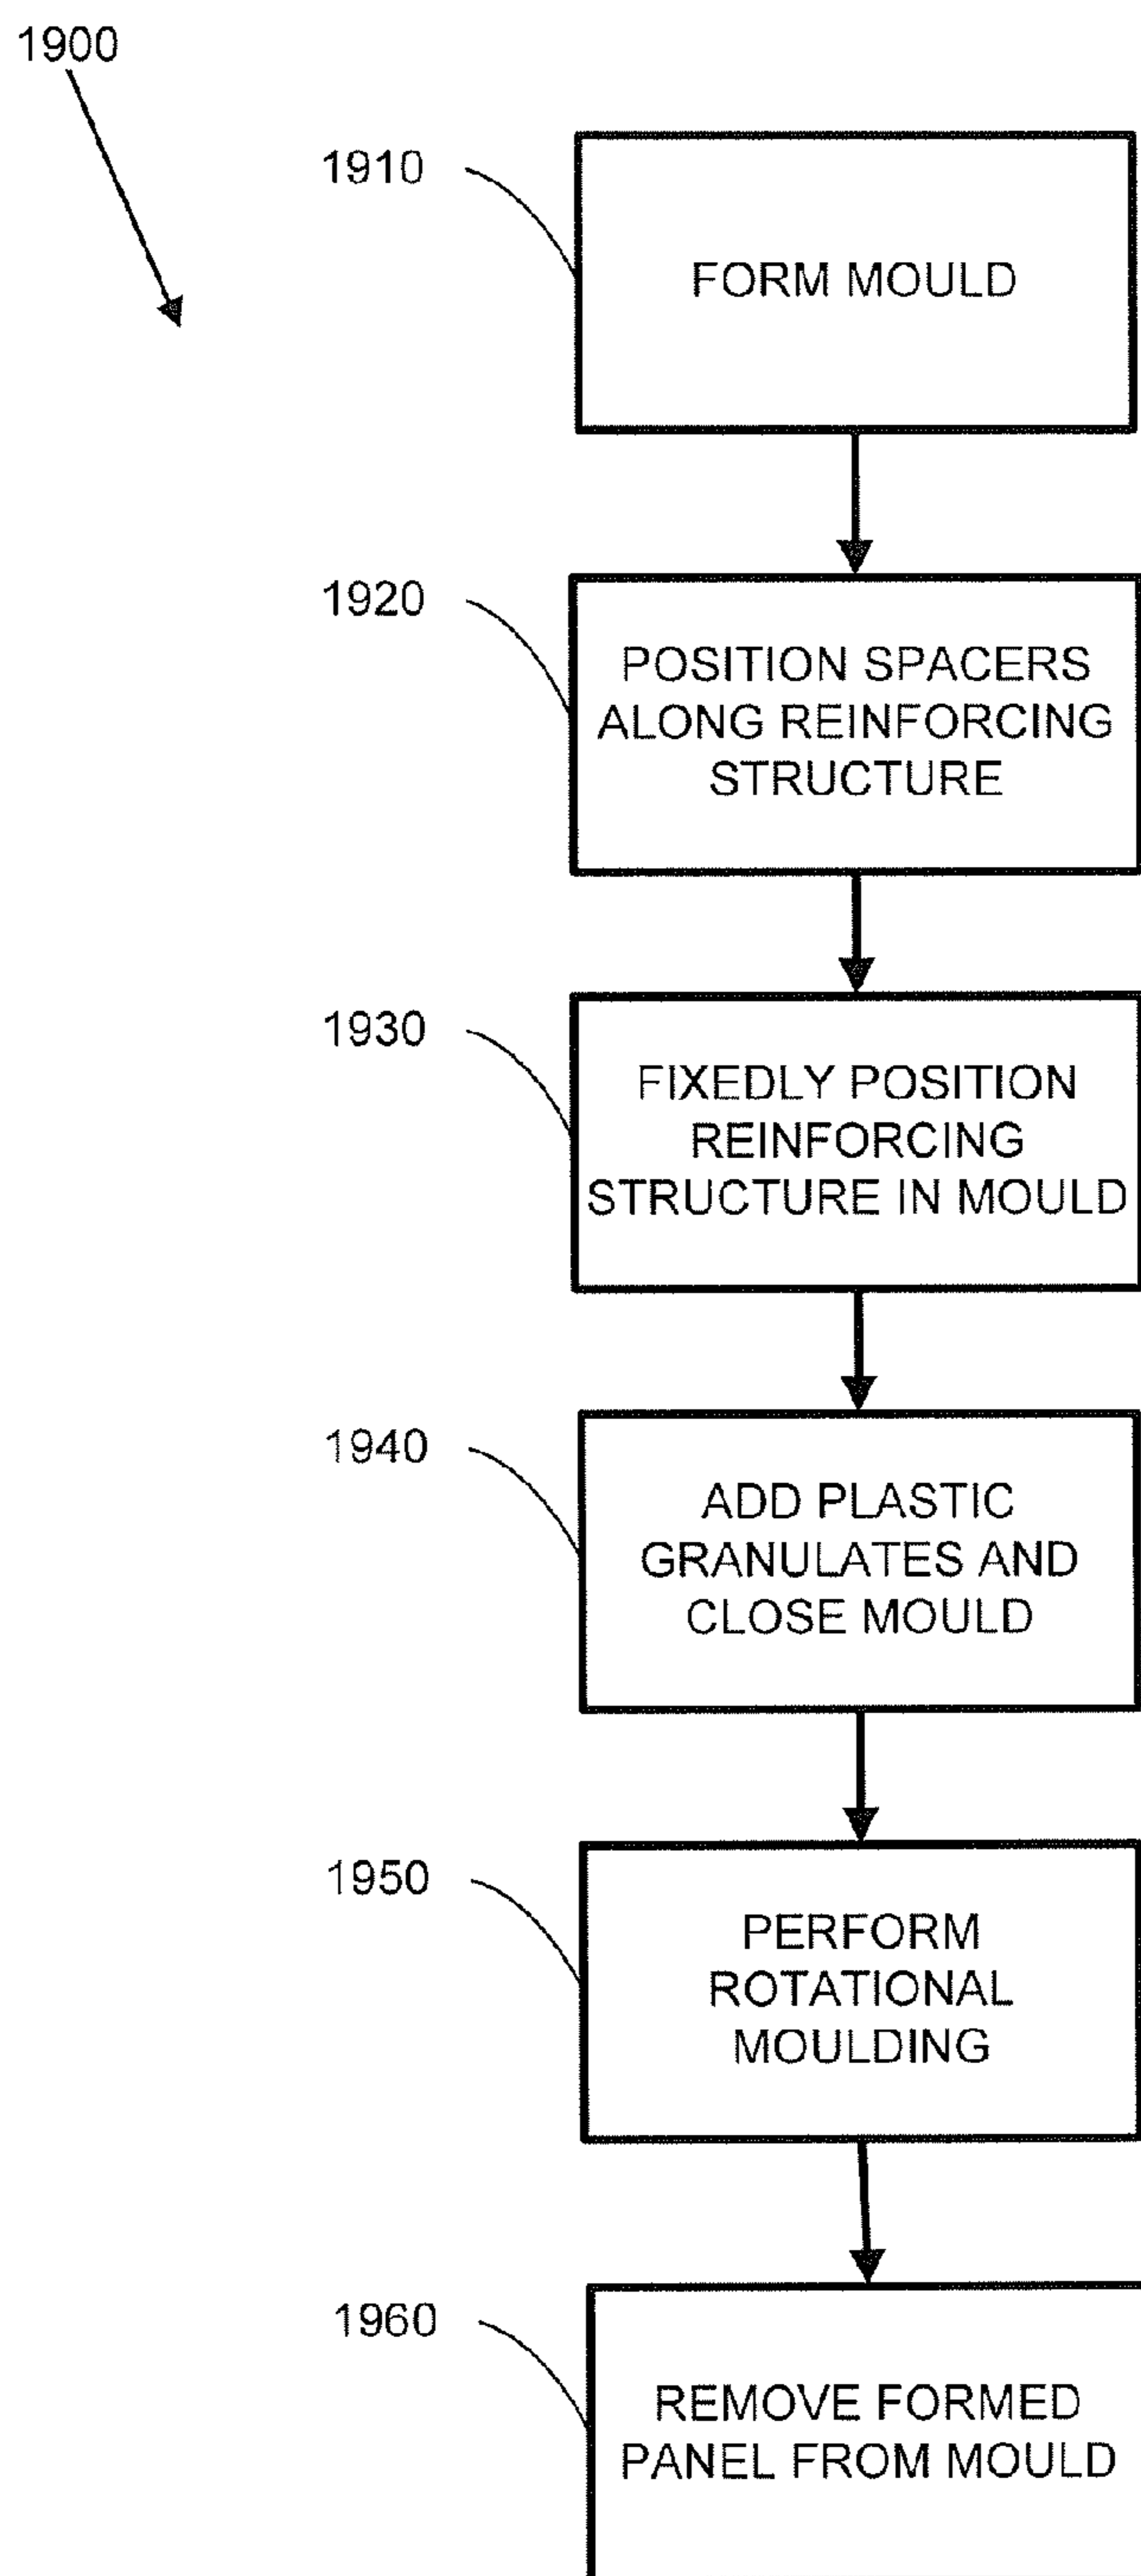 1900
1910
FORM MOULD
1920
POSITION SPACERS
ALONG REINFORCING
STRUCTURE
1930
FIXEDLY POSITION
REINFORCING
STRUCTURE IN MOULD
1940
ADD PLASTIC
GRANULATES AND
CLOSE MOULD
1950
PERFORM
ROTATIONAL
MOULDING
1960
REMOVE FORMED
PANEL FROM MOULD